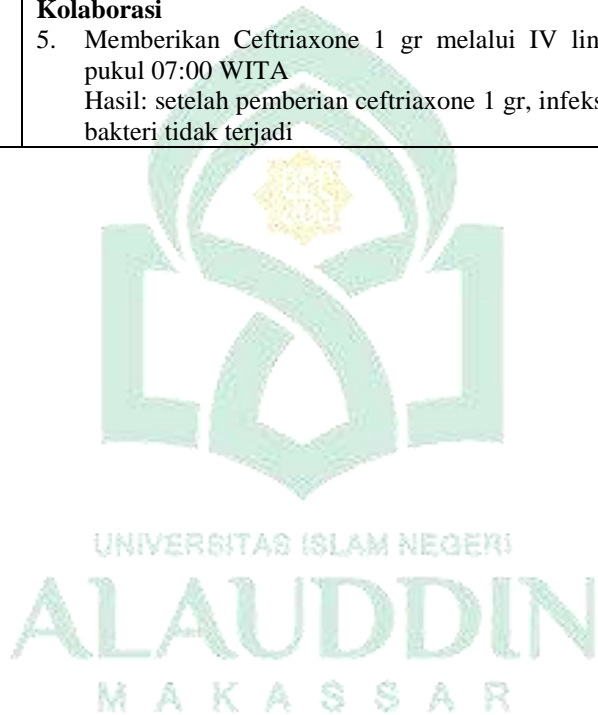 Kolaborasi
5. Memberikan Ceftriaxone 1 gr melalui IV lin
pukul 07:00 WITA
Hasil: setelah pemberian ceftriaxone 1 gr, infeks
bakteri tidak terjadi
UNIVERSITAS ISLAM NEGERI
ALAUDDIN
MAKASSAR